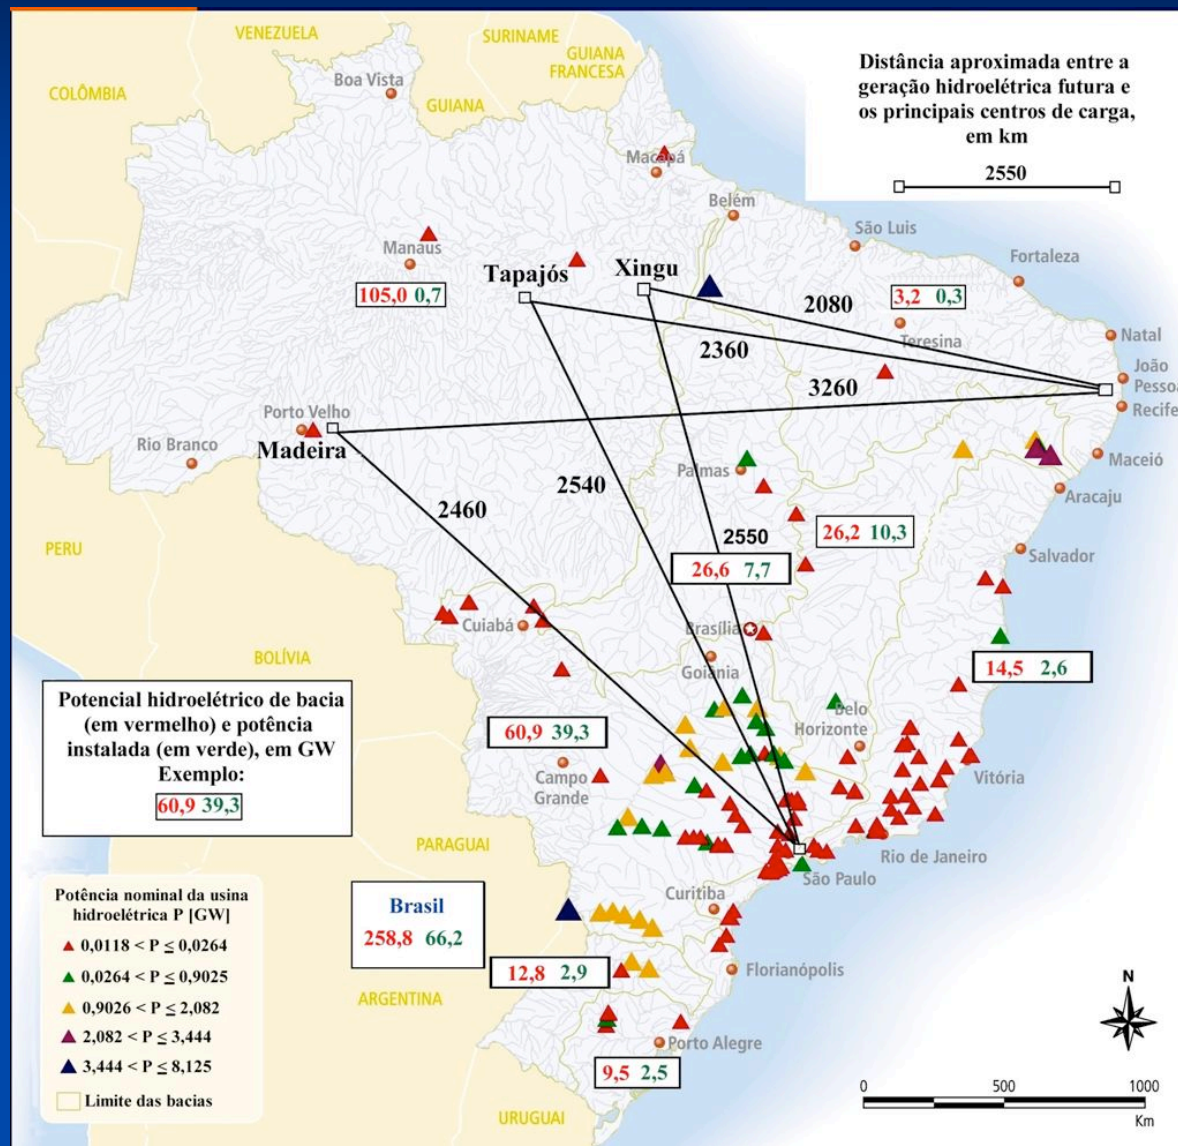 VENEZUELA
SURINAME
GUIANA
FRANCESA
COLÔMBIA
Boa Vista
GUIANA
Distância aproximada entre a
geração hidroelétrica futura e
os principais centros de carga,
em km
2550
Macapá
Belém
São Luis
Fortaleza
Manaus
105,0 0,7
Tapajós
Xingu
2080
3,2 0,3
Teresina
Natal
2360
João
Pessoa
3260
Recife
Porto Velho
Madeira
Rio Branco
Maceió
Palmas
Aracaju
2540
2460
PERU
2550
26,2 10,3
Salvador
26,6 7,7
Cuiabá
Brasília
Goiânia
BOLÍVIA
14,5 2,6
Potencial hidroelétrico de bacia
(em vermelho) e potência
instalada (em verde), em GW
Exemplo:
60,9 39,3
60,9 39,3
Belo
Horizonte
Campo
Grande
Vitória
PARAGUAI
Rio de Janeiro
São Paulo
Potência nominal da usina
hidroelétrica P [GW]
0,0118 < P ≤ 0,0264
0,0264 < P ≤ 0,9025
0,9026 < P ≤ 2,082
2,082 < P ≤ 3,444
3,444 < P ≤ 8,125
Limite das bacias
Brasil
258,8 66,2
Curitiba
12,8 2,9
Florianópolis
ARGENTINA
Porto Alegre
9,5 2,5
URUGUAI
N
0 500 1000
Km